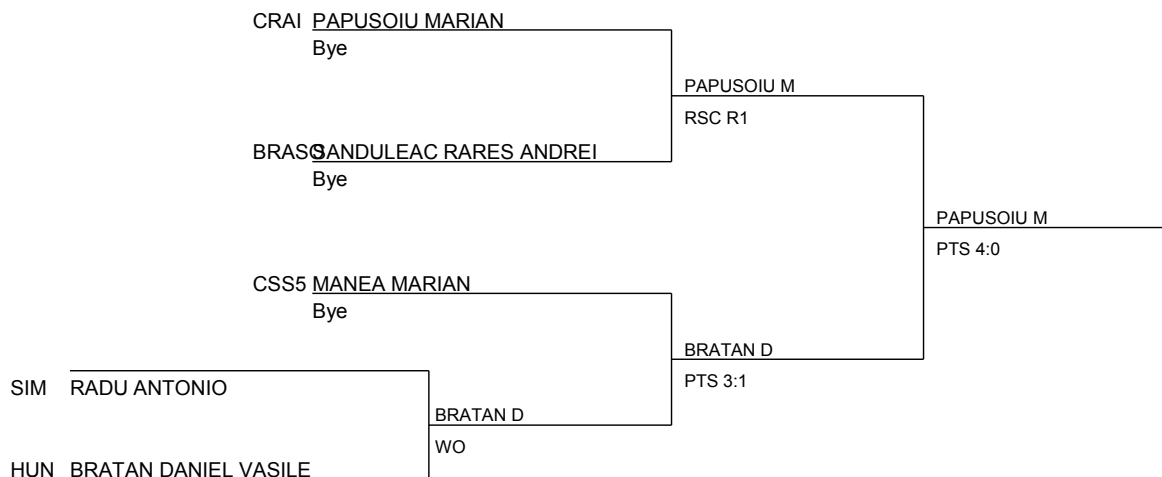 CRAI PAPUSOIU MARIAN
Bye
PAPUSOIU M
RSC R1
BRASO SANDULEAC RARES ANDREI
Bye
PAPUSOIU M
PTS 4:0
CSS5 MANEA MARIAN
Bye
BRATAN D
PTS 3:1
SIM RADU ANTONIO
BRATAN D
WO
HUN BRATAN DANIEL VASILE